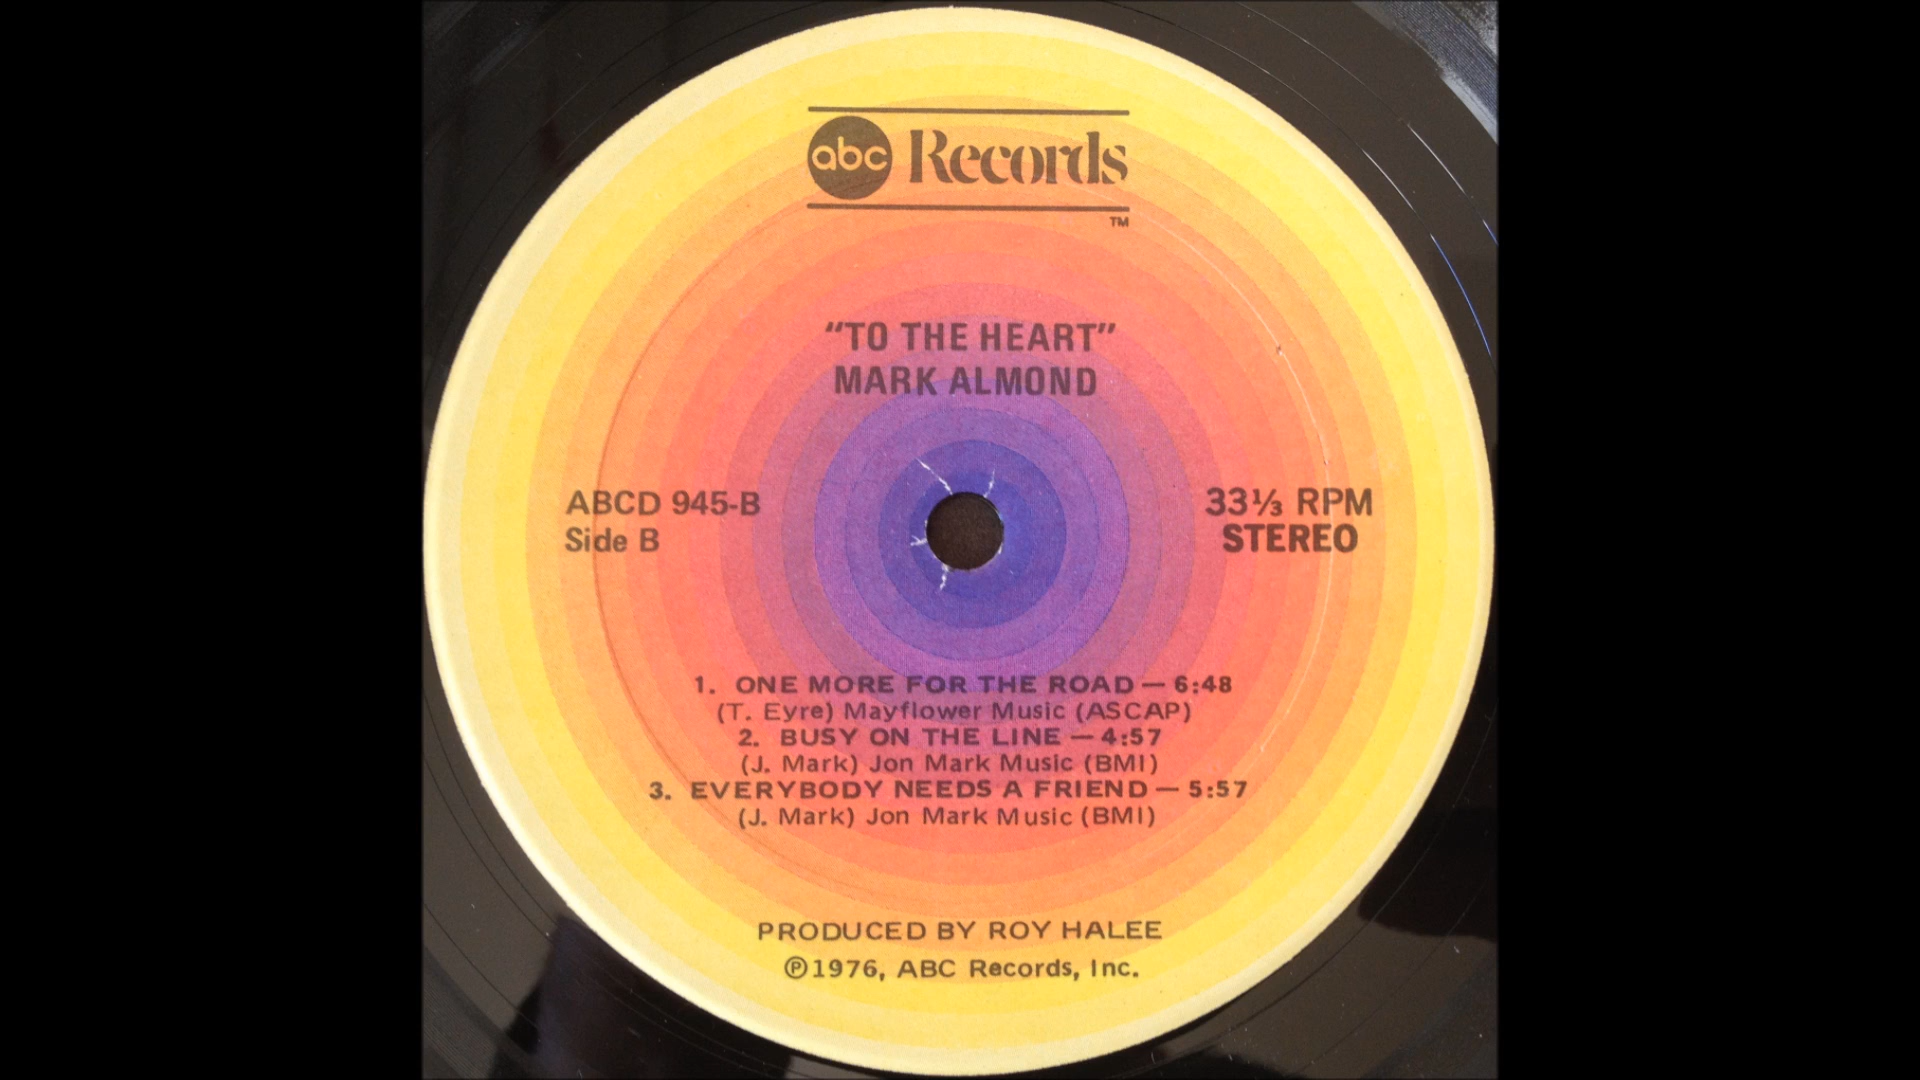 abc Records
TM
“TO THE HEART”
MARK ALMOND
ABCD 945-B
Side B
33⅓ RPM
STEREO
1. ONE MORE FOR THE ROAD — 6:48
(T. Eyre) Mayflower Music (ASCAP)
2. BUSY ON THE LINE — 4:57
(J. Mark) Jon Mark Music (BMI)
3. EVERYBODY NEEDS A FRIEND — 5:57
(J. Mark) Jon Mark Music (BMI)
PRODUCED BY ROY HALEE
℗1976, ABC Records, Inc.